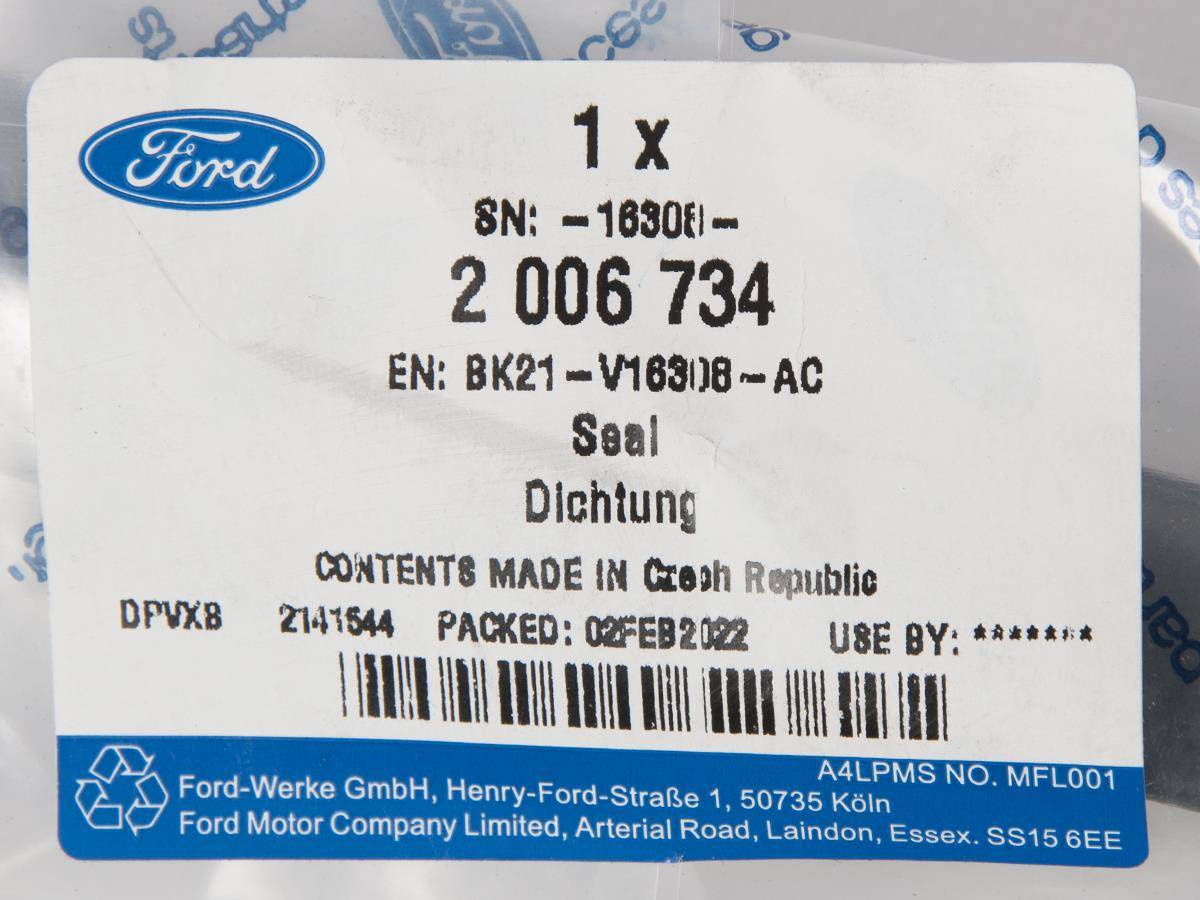 Ford
1 x
SN: -16308-
2 006 734
EN: BK21-V16308-AC
Seal
Dichtung
CONTENTS MADE IN Czech Republic
2141544 PACKED: 02FEB2022 USE BY: *******
A4LPMS NO. MFL001
Ford-Werke GmbH, Henry-Ford-Straße 1, 50735 Köln
Ford Motor Company Limited, Arterial Road, Laindon, Essex. SS15 6EE